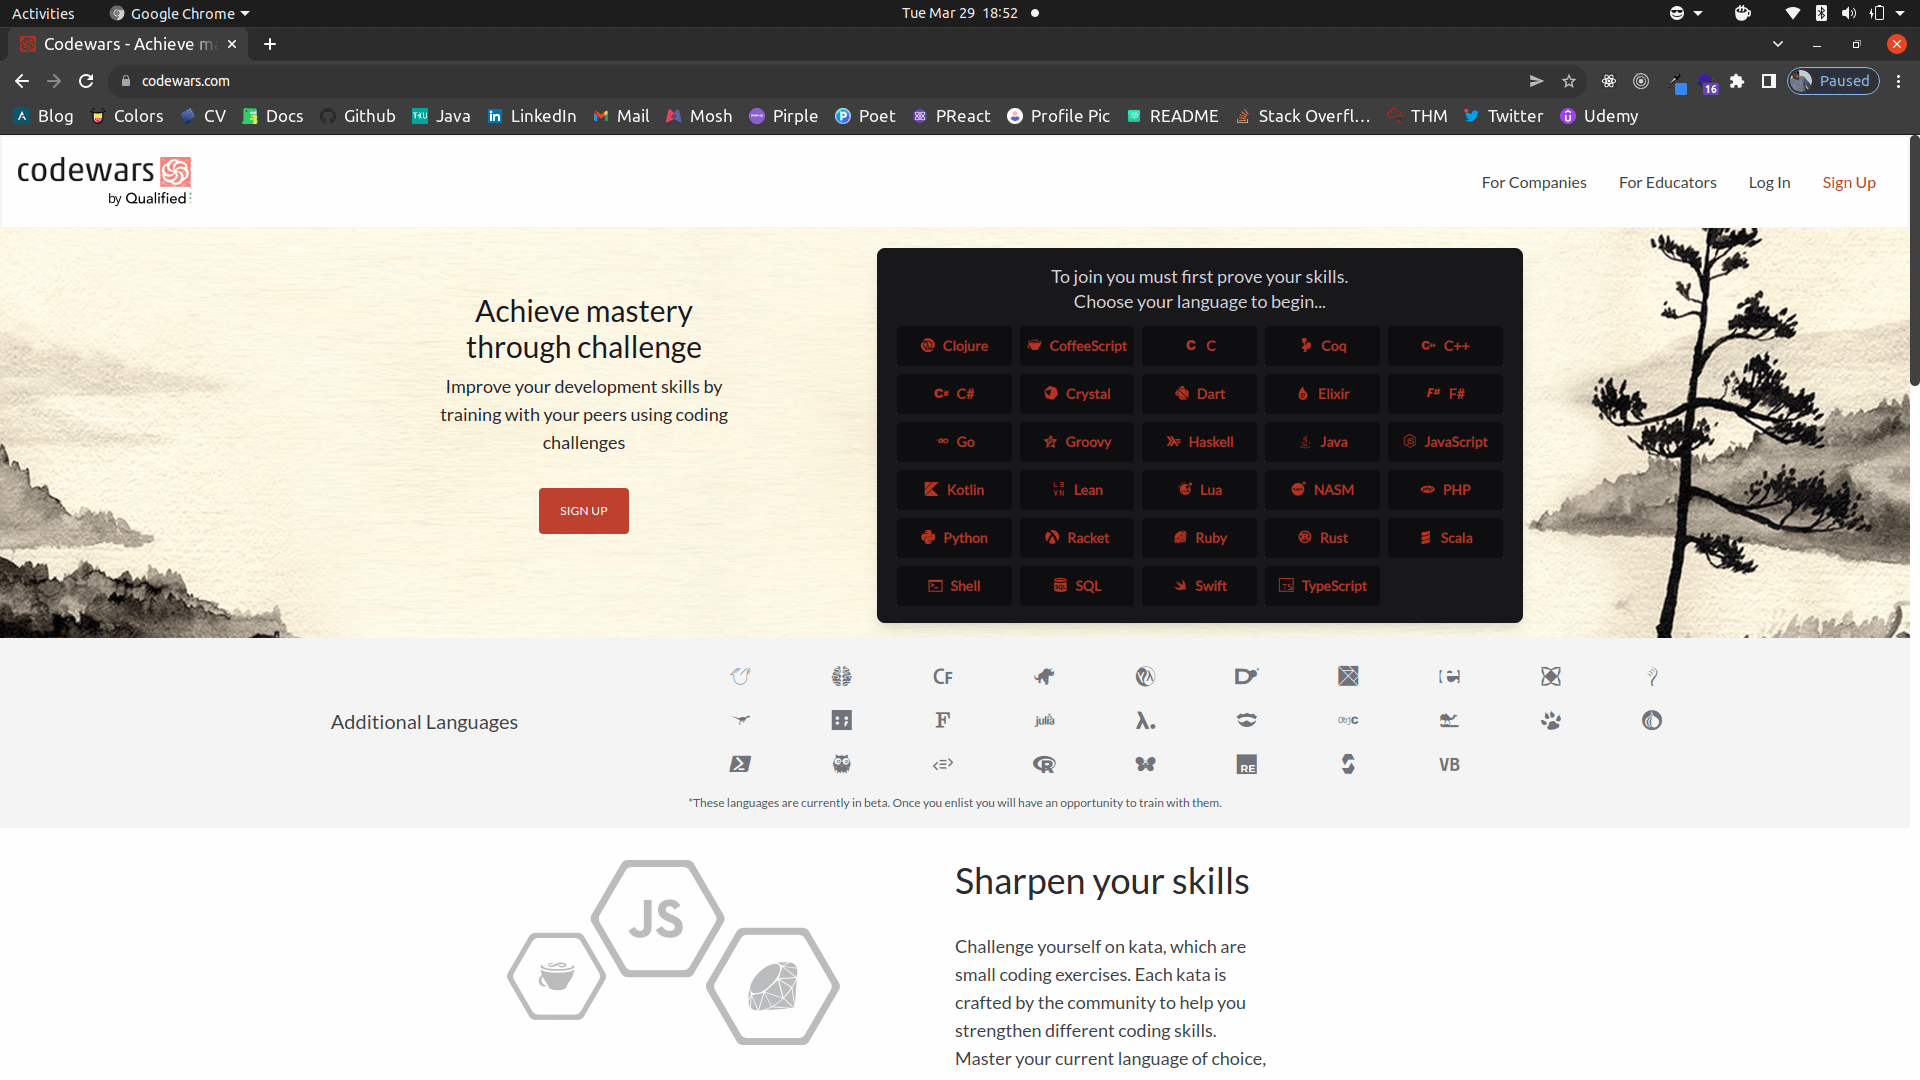 Activities
Google Chrome
Tue Mar 29 18:52
Codewars - Achieve ma
codewars.com
16
Paused
Blog
Colors
CV
Docs
Github
Java
LinkedIn
Mail
Mosh
Pirple
Poet
PReact
Profile Pic
README
Stack Overfl...
THM
Twitter
Udemy
codewars
by Qualified
For Companies
For Educators
Log In
Sign Up
Achieve mastery
through challenge
Improve your development skills by
training with your peers using coding
challenges
SIGN UP
To join you must first prove your skills.
Choose your language to begin...
Clojure
CoffeeScript
C
Coq
C++
C#
Crystal
Dart
Elixir
F#
Go
Groovy
Haskell
Java
JavaScript
Kotlin
Lean
Lua
NASM
PHP
Python
Racket
Ruby
Rust
Scala
Shell
SQL
Swift
TypeScript
Additional Languages
CF
F
julia
ObjC
R
RE
VB
*These languages are currently in beta. Once you enlist you will have an opportunity to train with them.
JS
Sharpen your skills
Challenge yourself on kata, which are
small coding exercises. Each kata is
crafted by the community to help you
strengthen different coding skills.
Master your current language of choice,